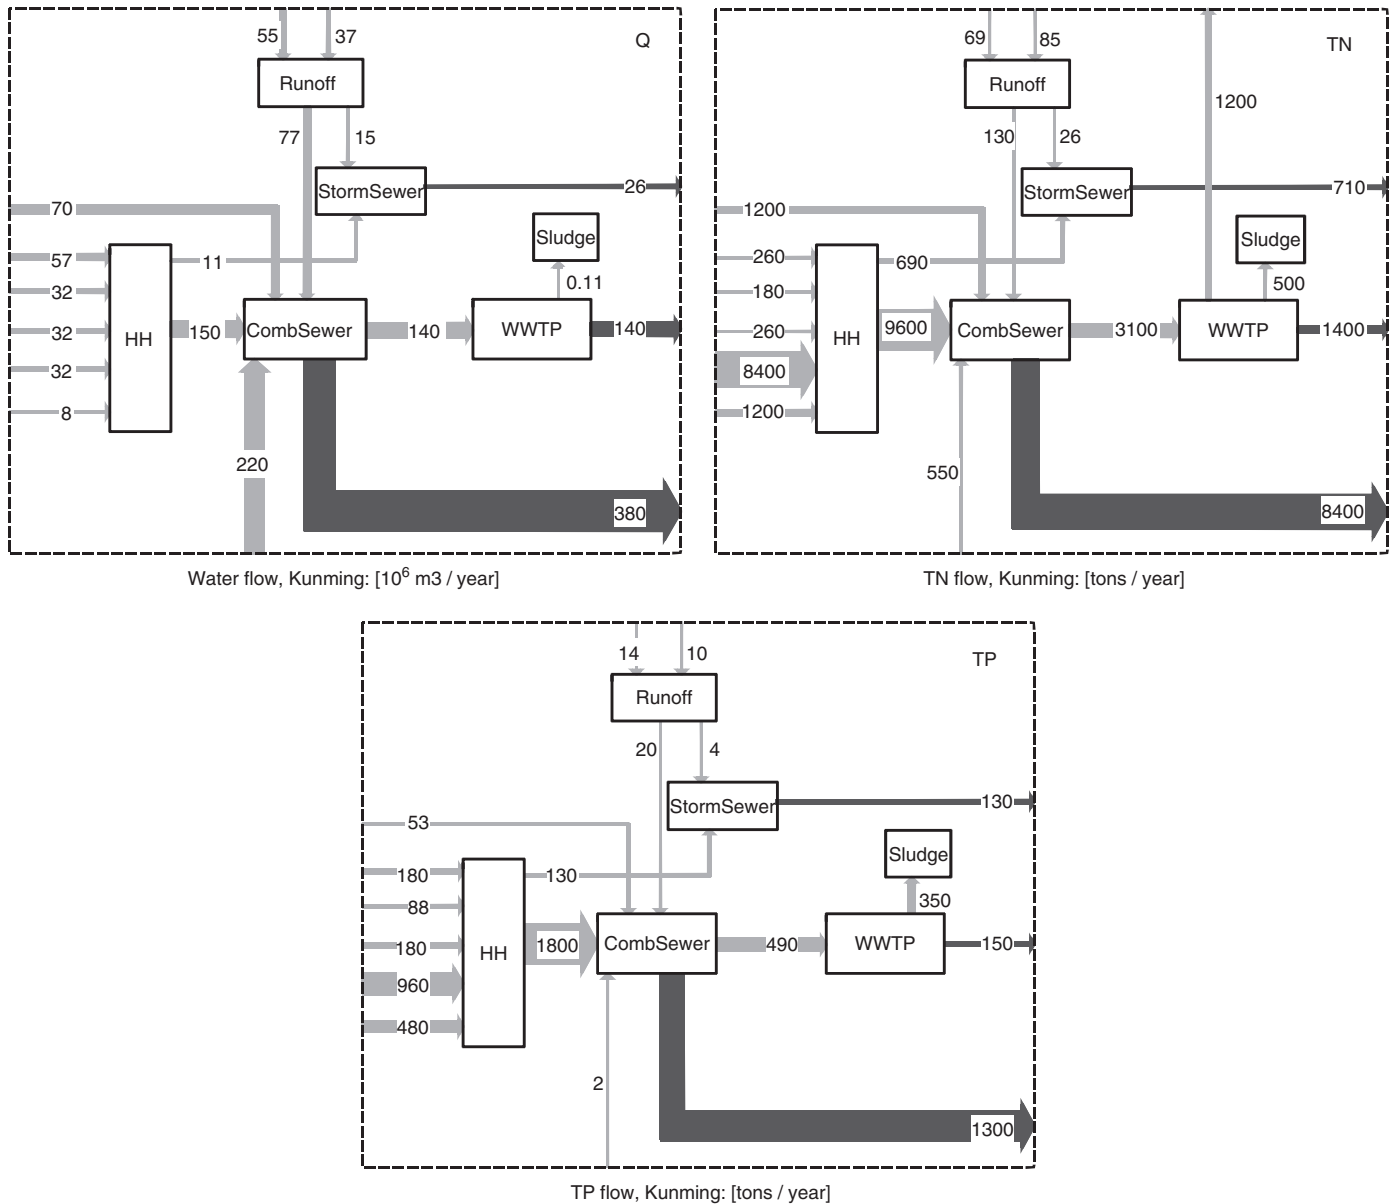 55
37
Q
Runoff
77
15
StormSewer
26
70
Sludge
57
11
0.11
32
32
HH
150
CombSewer
140
WWTP
140
32
8
220
380
Water flow, Kunming: [10⁶ m3 / year]
69
85
TN
Runoff
1200
130
26
StormSewer
710
1200
Sludge
260
690
500
180
260
HH
9600
CombSewer
3100
WWTP
1400
8400
1200
550
8400
TN flow, Kunming: [tons / year]
14
10
TP
Runoff
20
4
StormSewer
130
53
Sludge
180
130
350
88
180
HH
1800
CombSewer
490
WWTP
150
960
480
2
1300
TP flow, Kunming: [tons / year]